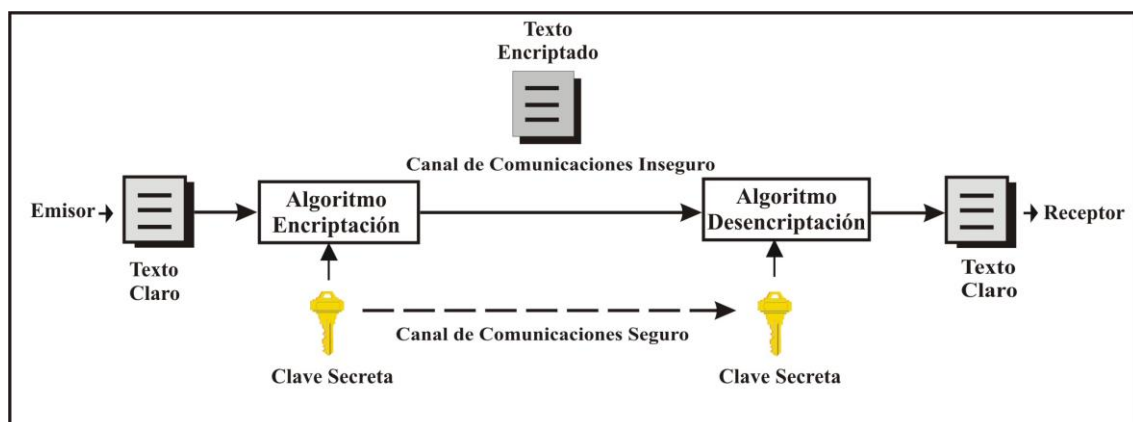 Texto
Encriptado
Canal de Comunicaciones Inseguro
Emisor
Texto
Claro
Algoritmo
Encriptación
Algoritmo
Desencriptación
Receptor
Texto
Claro
Canal de Comunicaciones Seguro
Clave Secreta
Clave Secreta